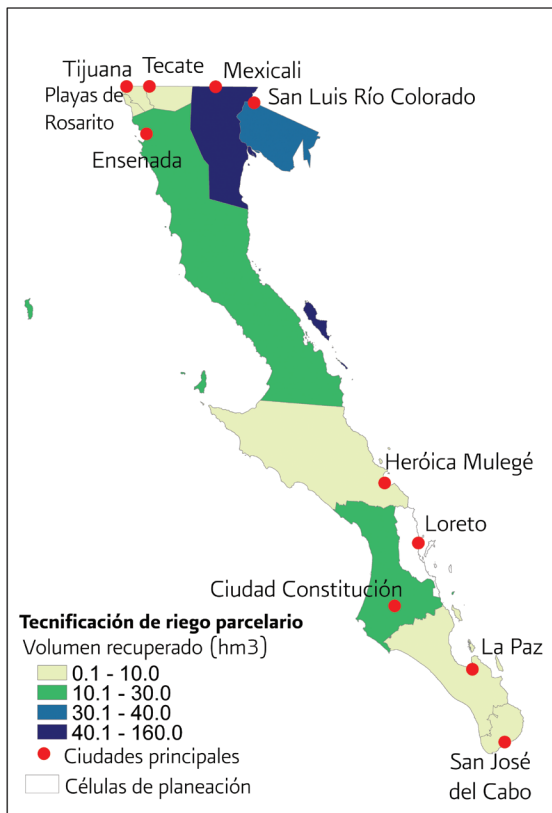 Tijuana
Tecate
Mexicali
Playas de
Rosarito
San Luis Río Colorado
Ensenada
Heróica Mulegé
Loreto
Ciudad Constitución
Tecnificación de riego parcelario
Volumen recuperado (hm3)
0.1 - 10.0
10.1 - 30.0
30.1 - 40.0
40.1 - 160.0
Ciudades principales
Células de planeación
La Paz
San José
del Cabo